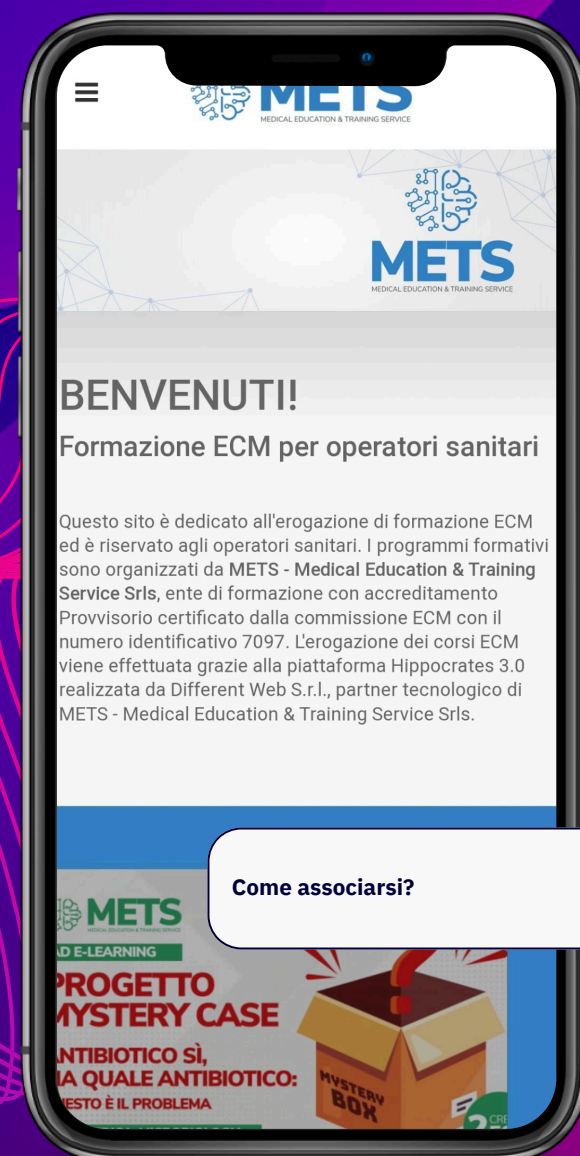 METS
MEDICAL EDUCATION & TRAINING SERVICE
METS
MEDICAL EDUCATION & TRAINING SERVICE
BENVENUTI!
Formazione ECM per operatori sanitari
Questo sito è dedicato all'erogazione di formazione ECM
ed è riservato agli operatori sanitari. I programmi formativi
sono organizzati da METS - Medical Education & Training
Service Srls, ente di formazione con accreditamento
Provvisorio certificato dalla commissione ECM con il
numero identificativo 7097. L'erogazione dei corsi ECM
viene effettuata grazie alla piattaforma Hippocrates 3.0
realizzata da Different Web S.r.l., partner tecnologico di
METS - Medical Education & Training Service Srls.
Come associarsi?
METS
MEDICAL EDUCATION & TRAINING SERVICE
AD E-LEARNING
PROGETTO
MYSTERY CASE
ANTIBIOTICO SÌ,
MA QUALE ANTIBIOTICO:
QUESTO È IL PROBLEMA
MYSTERY
BOX